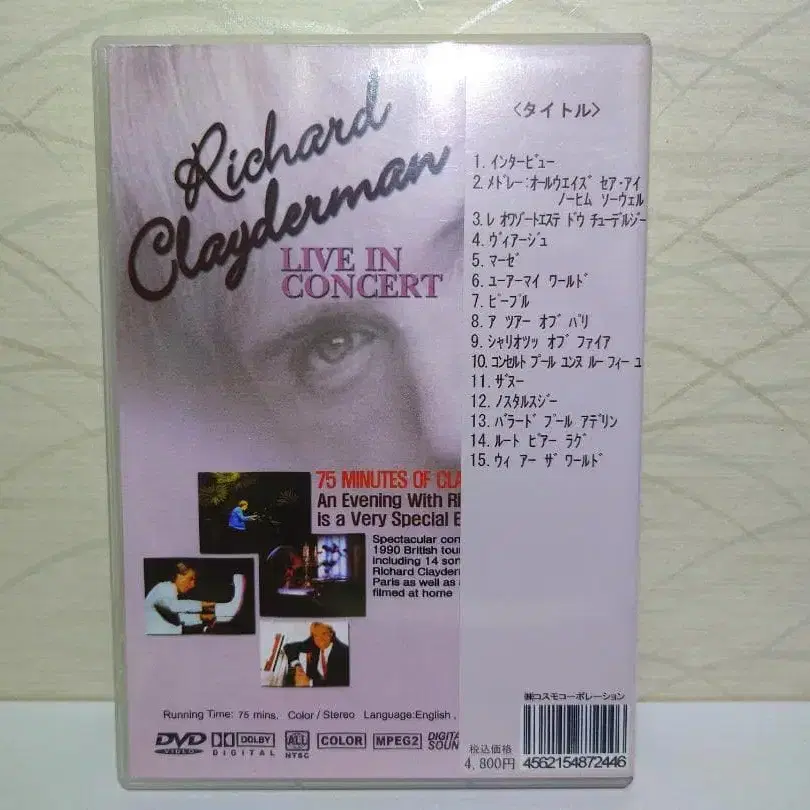 Richard
Clayderman
LIVE IN
CONCERT
75 MINUTES OF CLA
An Evening With Ri
is a Very Special E
Spectacular con
1990 British tour
including 14 son
Richard Clayder
Paris as well as
filmed at home
Running Time: 75 mins. Color / Stereo Language:English .
DVD VIDEO DOLBY DIGITAL ALL NTSC COLOR MPEG2 DIGITA SOUN
〈タイトル〉
1. インタービュー
2. メドレー:オールウエイズ セア・アイ
ノーヒム ソーウェル
3. レ オワゾートエステ ドウ チューデルジー
4. ヴィアージュ
5. マーゼ
6. ユーアーマイ ワールド
7. ピープル
8. ア ツアー オブ パリ
9. シャリオツッ オブ ファイア
10. コンセルト プール ユンヌ ルー フィー ユ
11. ザヌー
12. ノスタルスジー
13. バラード プール アデリン
14. ルート ビアー ラグ
15. ウィ アー ザ ワールド
㈱コスモコーポレーション
税込価格
4,800円
4562154872446